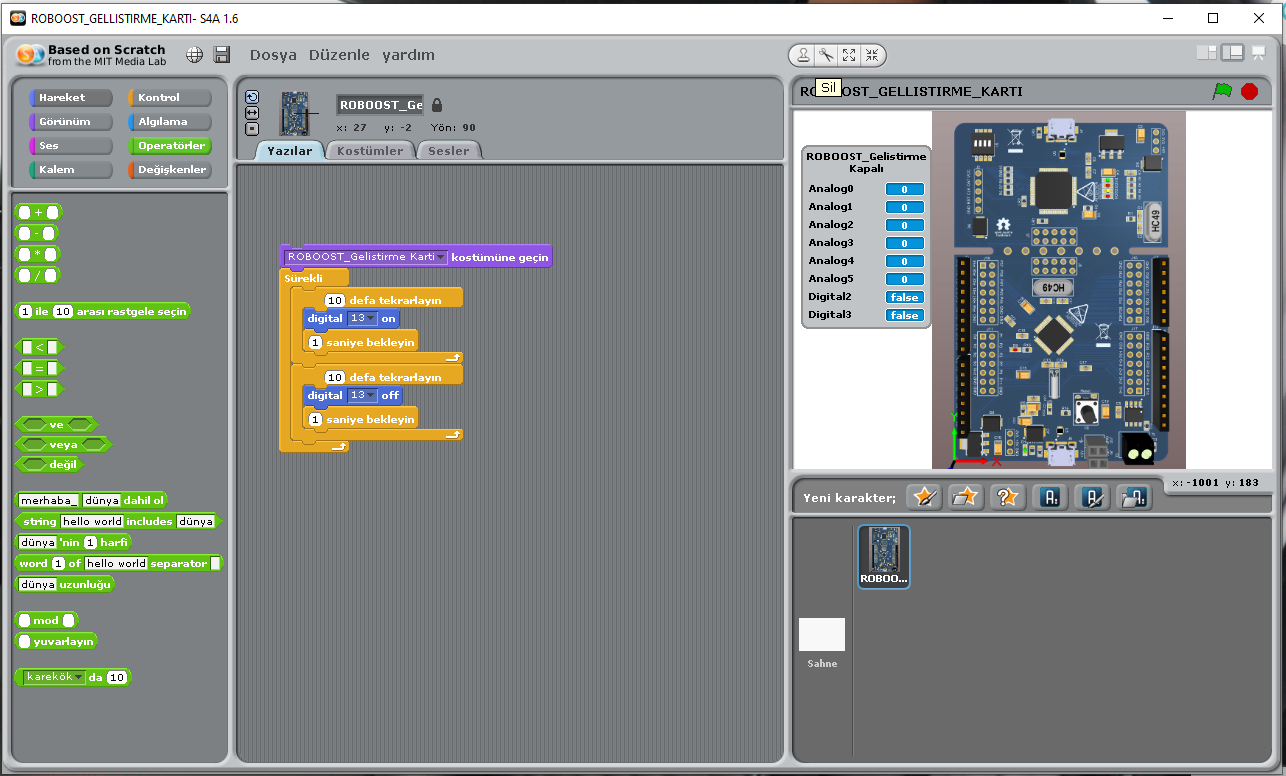 ROBOOST_GELLISTIRME_KARTI- S4A 1.6
Based on Scratch
from the MIT Media Lab
Dosya Düzenle yardım
Hareket Kontrol
Görünüm Algılama
Ses Operatörler
Kalem Değişkenler
+
-
*
/
1 ile 10 arası rastgele seçin
<
=
>
ve
veya
değil
merhaba_ dünya dahil ol
string hello world includes dünya
dünya 'nin 1 harfi
word 1 of hello world separator
dünya uzunluğu
mod
yuvarlayın
karekök da 10
ROBOOST_Ge
x: 27 y: -2 Yön: 90
Yazılar Kostümler Sesler
ROBOOST_Gelistirme Karti kostümüne geçin
Sürekli
10 defa tekrarlayın
digital 13 on
1 saniye bekleyin
10 defa tekrarlayın
digital 13 off
1 saniye bekleyin
Sil
OOST_GELLISTIRME_KARTI
ROBOOST_Gelistirme
Kapalı
Analog0 0
Analog1 0
Analog2 0
Analog3 0
Analog4 0
Analog5 0
Digital2 false
Digital3 false
HC49
HC49
Y
X
x: -1001 y: 183
Yeni karakter;
ROBOO...
Sahne